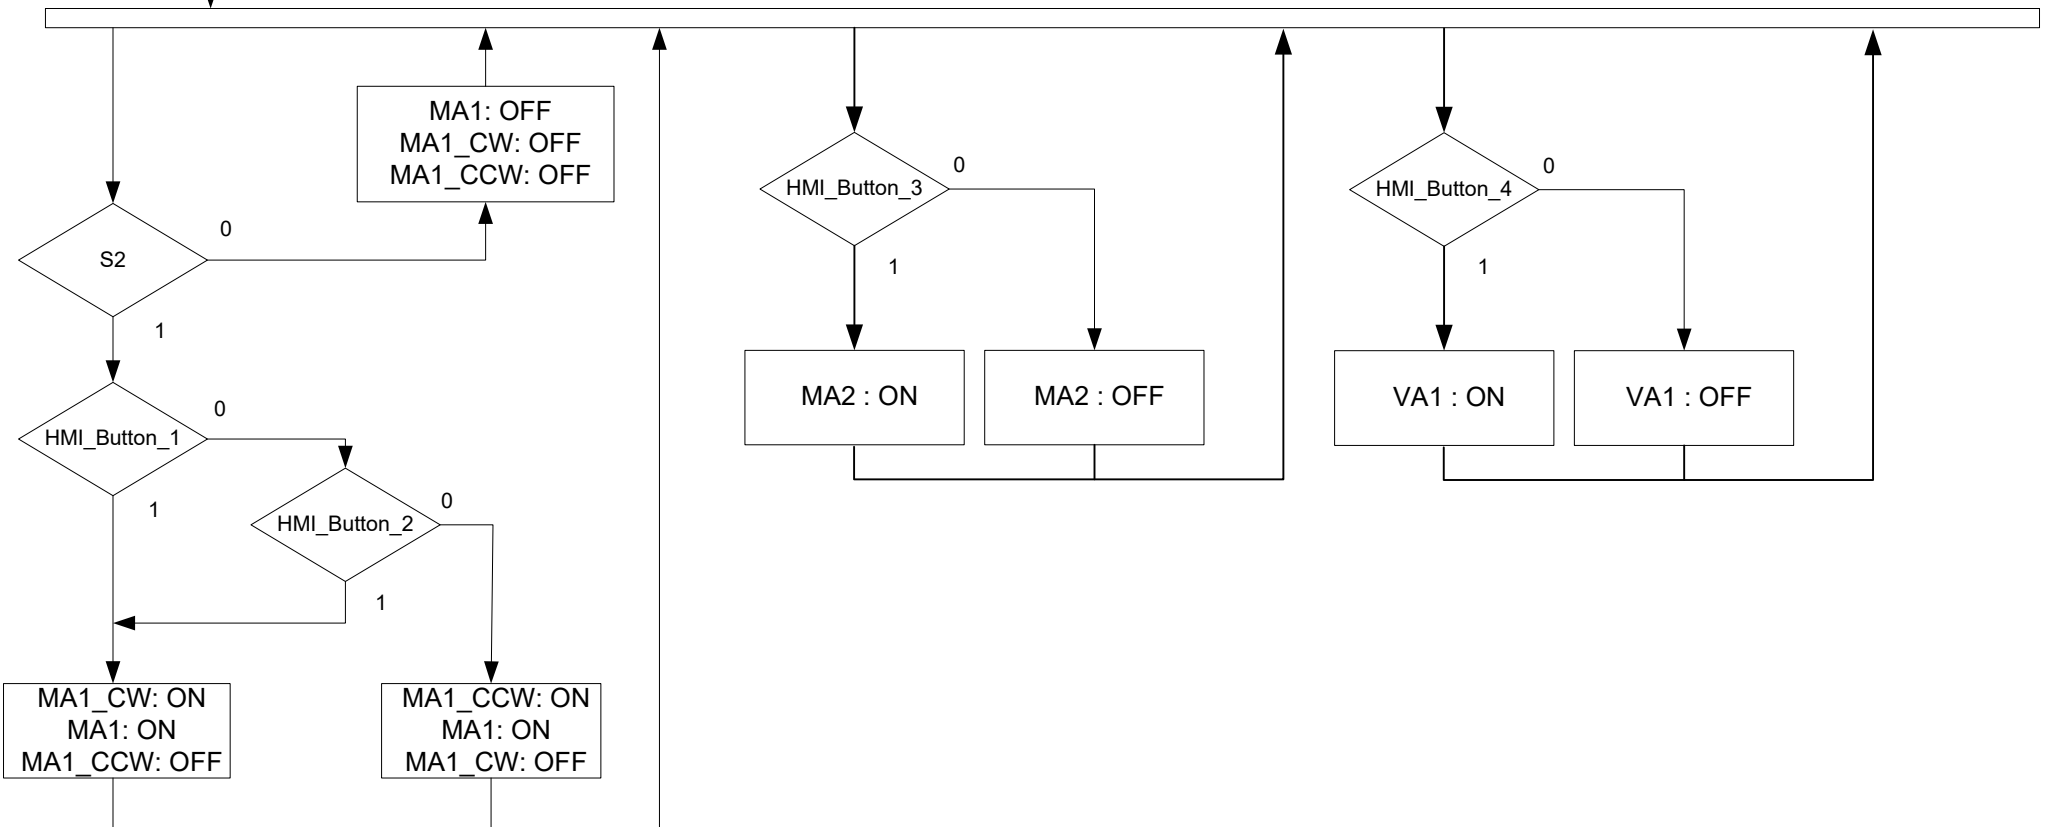 MA1: OFF
MA1_CW: OFF
MA1_CCW: OFF
S2
0
1
HMI_Button_1
0
1
HMI_Button_2
0
1
MA1_CW: ON
MA1: ON
MA1_CCW: OFF
MA1_CCW: ON
MA1: ON
MA1_CW: OFF
HMI_Button_3
0
1
MA2 : ON
MA2 : OFF
HMI_Button_4
0
1
VA1 : ON
VA1 : OFF